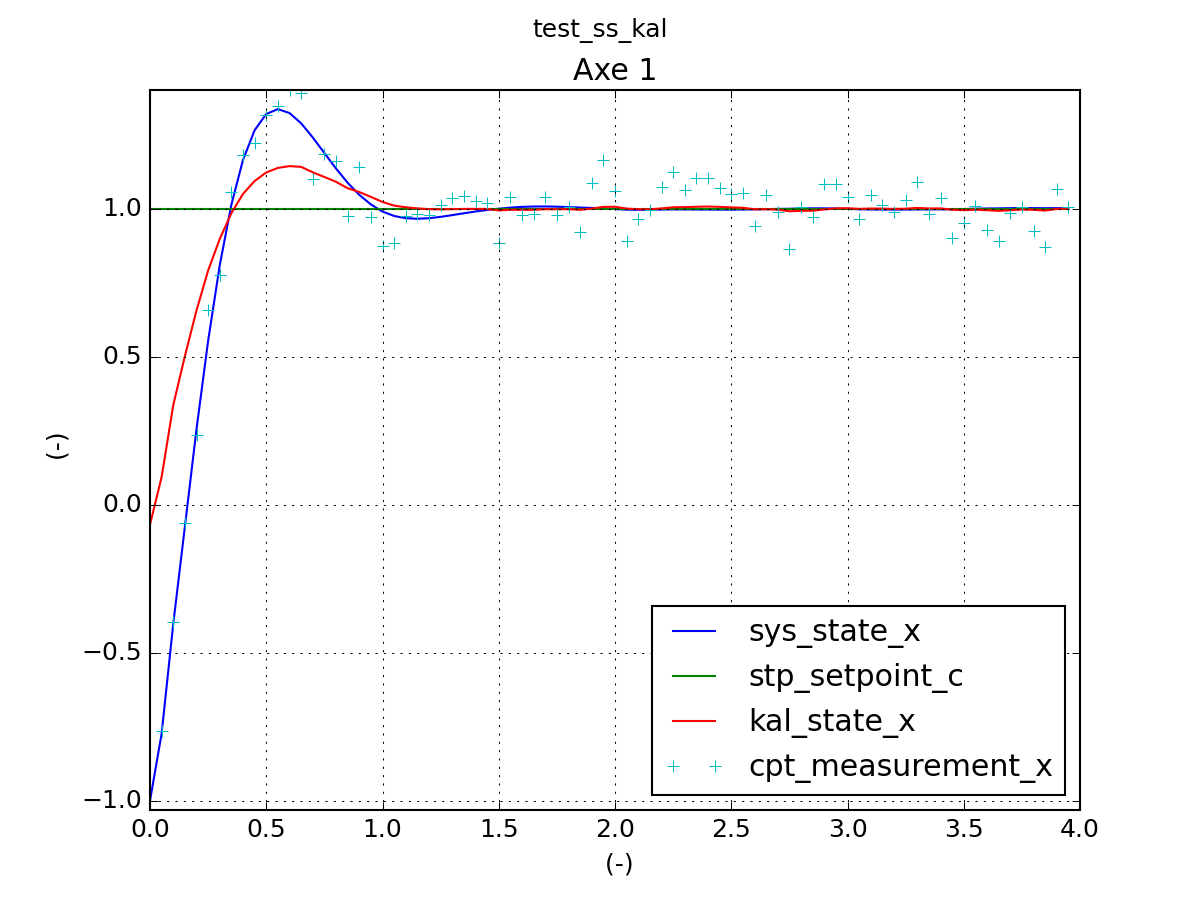 test_ss_kal
Axe 1
(-)
1.0
0.5
0.0
−0.5
−1.0
sys_state_x
stp_setpoint_c
kal_state_x
cpt_measurement_x
0.0 0.5 1.0 1.5 2.0 2.5 3.0 3.5 4.0
(-)